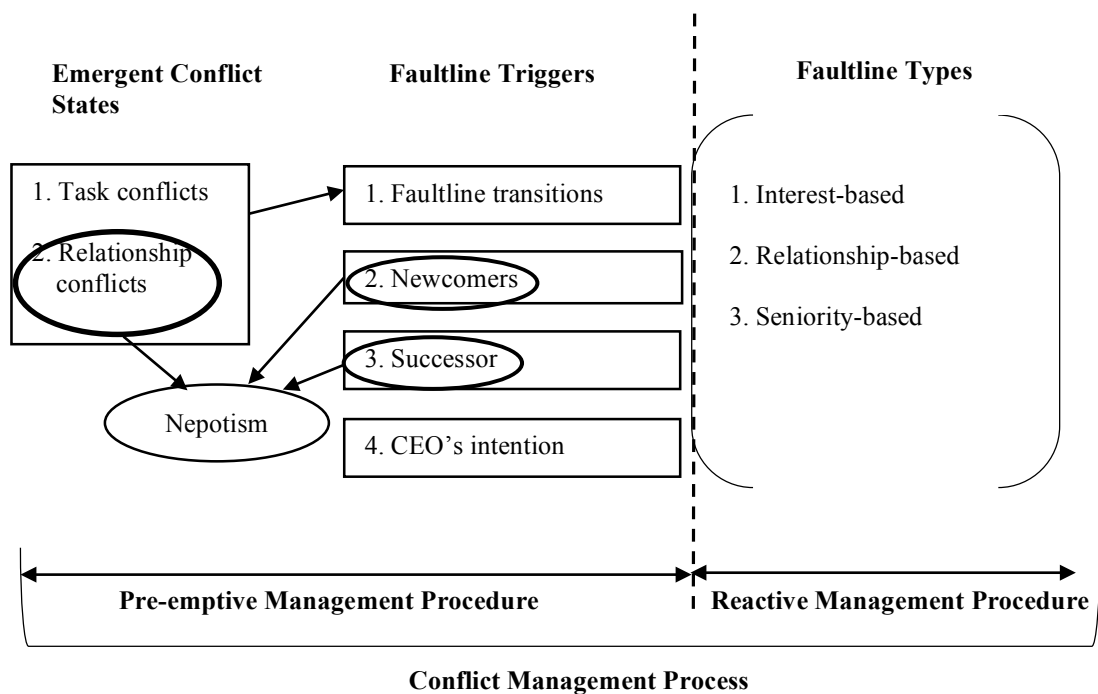 Emergent Conflict
States
Faultline Triggers
Faultline Types
1. Task conflicts
2. Relationship
conflicts
1. Faultline transitions
2. Newcomers
3. Successor
4. CEO’s intention
Nepotism
1. Interest-based
2. Relationship-based
3. Seniority-based
Pre-emptive Management Procedure
Reactive Management Procedure
Conflict Management Process